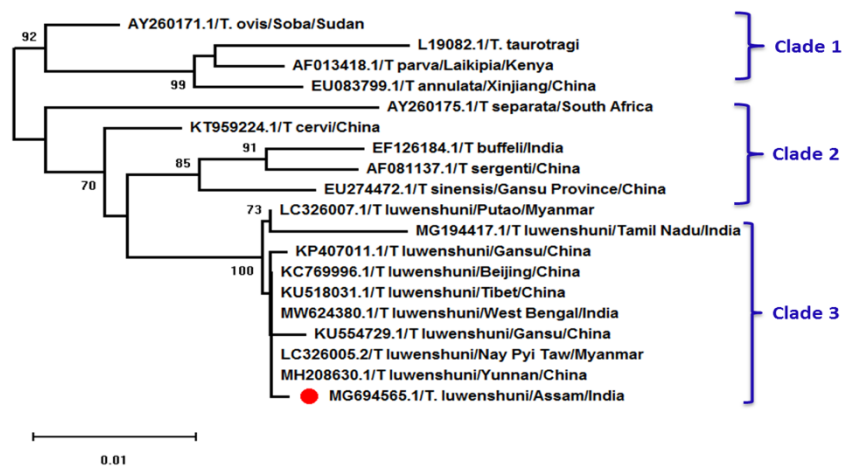 AY260171.1/T. ovis/Soba/Sudan
92
L19082.1/T. taurotragi
Clade 1
AF013418.1/T parva/Laikipia/Kenya
99
EU083799.1/T annulata/Xinjiang/China
AY260175.1/T separata/South Africa
KT959224.1/T cervi/China
91
EF126184.1/T buffeli/India
Clade 2
85
AF081137.1/T sergenti/China
70
EU274472.1/T sinensis/Gansu Province/China
73
LC326007.1/T luwenshuni/Putao/Myanmar
MG194417.1/T luwenshuni/Tamil Nadu/India
KP407011.1/T luwenshuni/Gansu/China
100
KC769996.1/T luwenshuni/Beijing/China
KU518031.1/T luwenshuni/Tibet/China
MW624380.1/T luwenshuni/West Bengal/India
Clade 3
KU554729.1/T luwenshuni/Gansu/China
LC326005.2/T luwenshuni/Nay Pyi Taw/Myanmar
MH208630.1/T luwenshuni/Yunnan/China
MG694565.1/T. luwenshuni/Assam/India
0.01